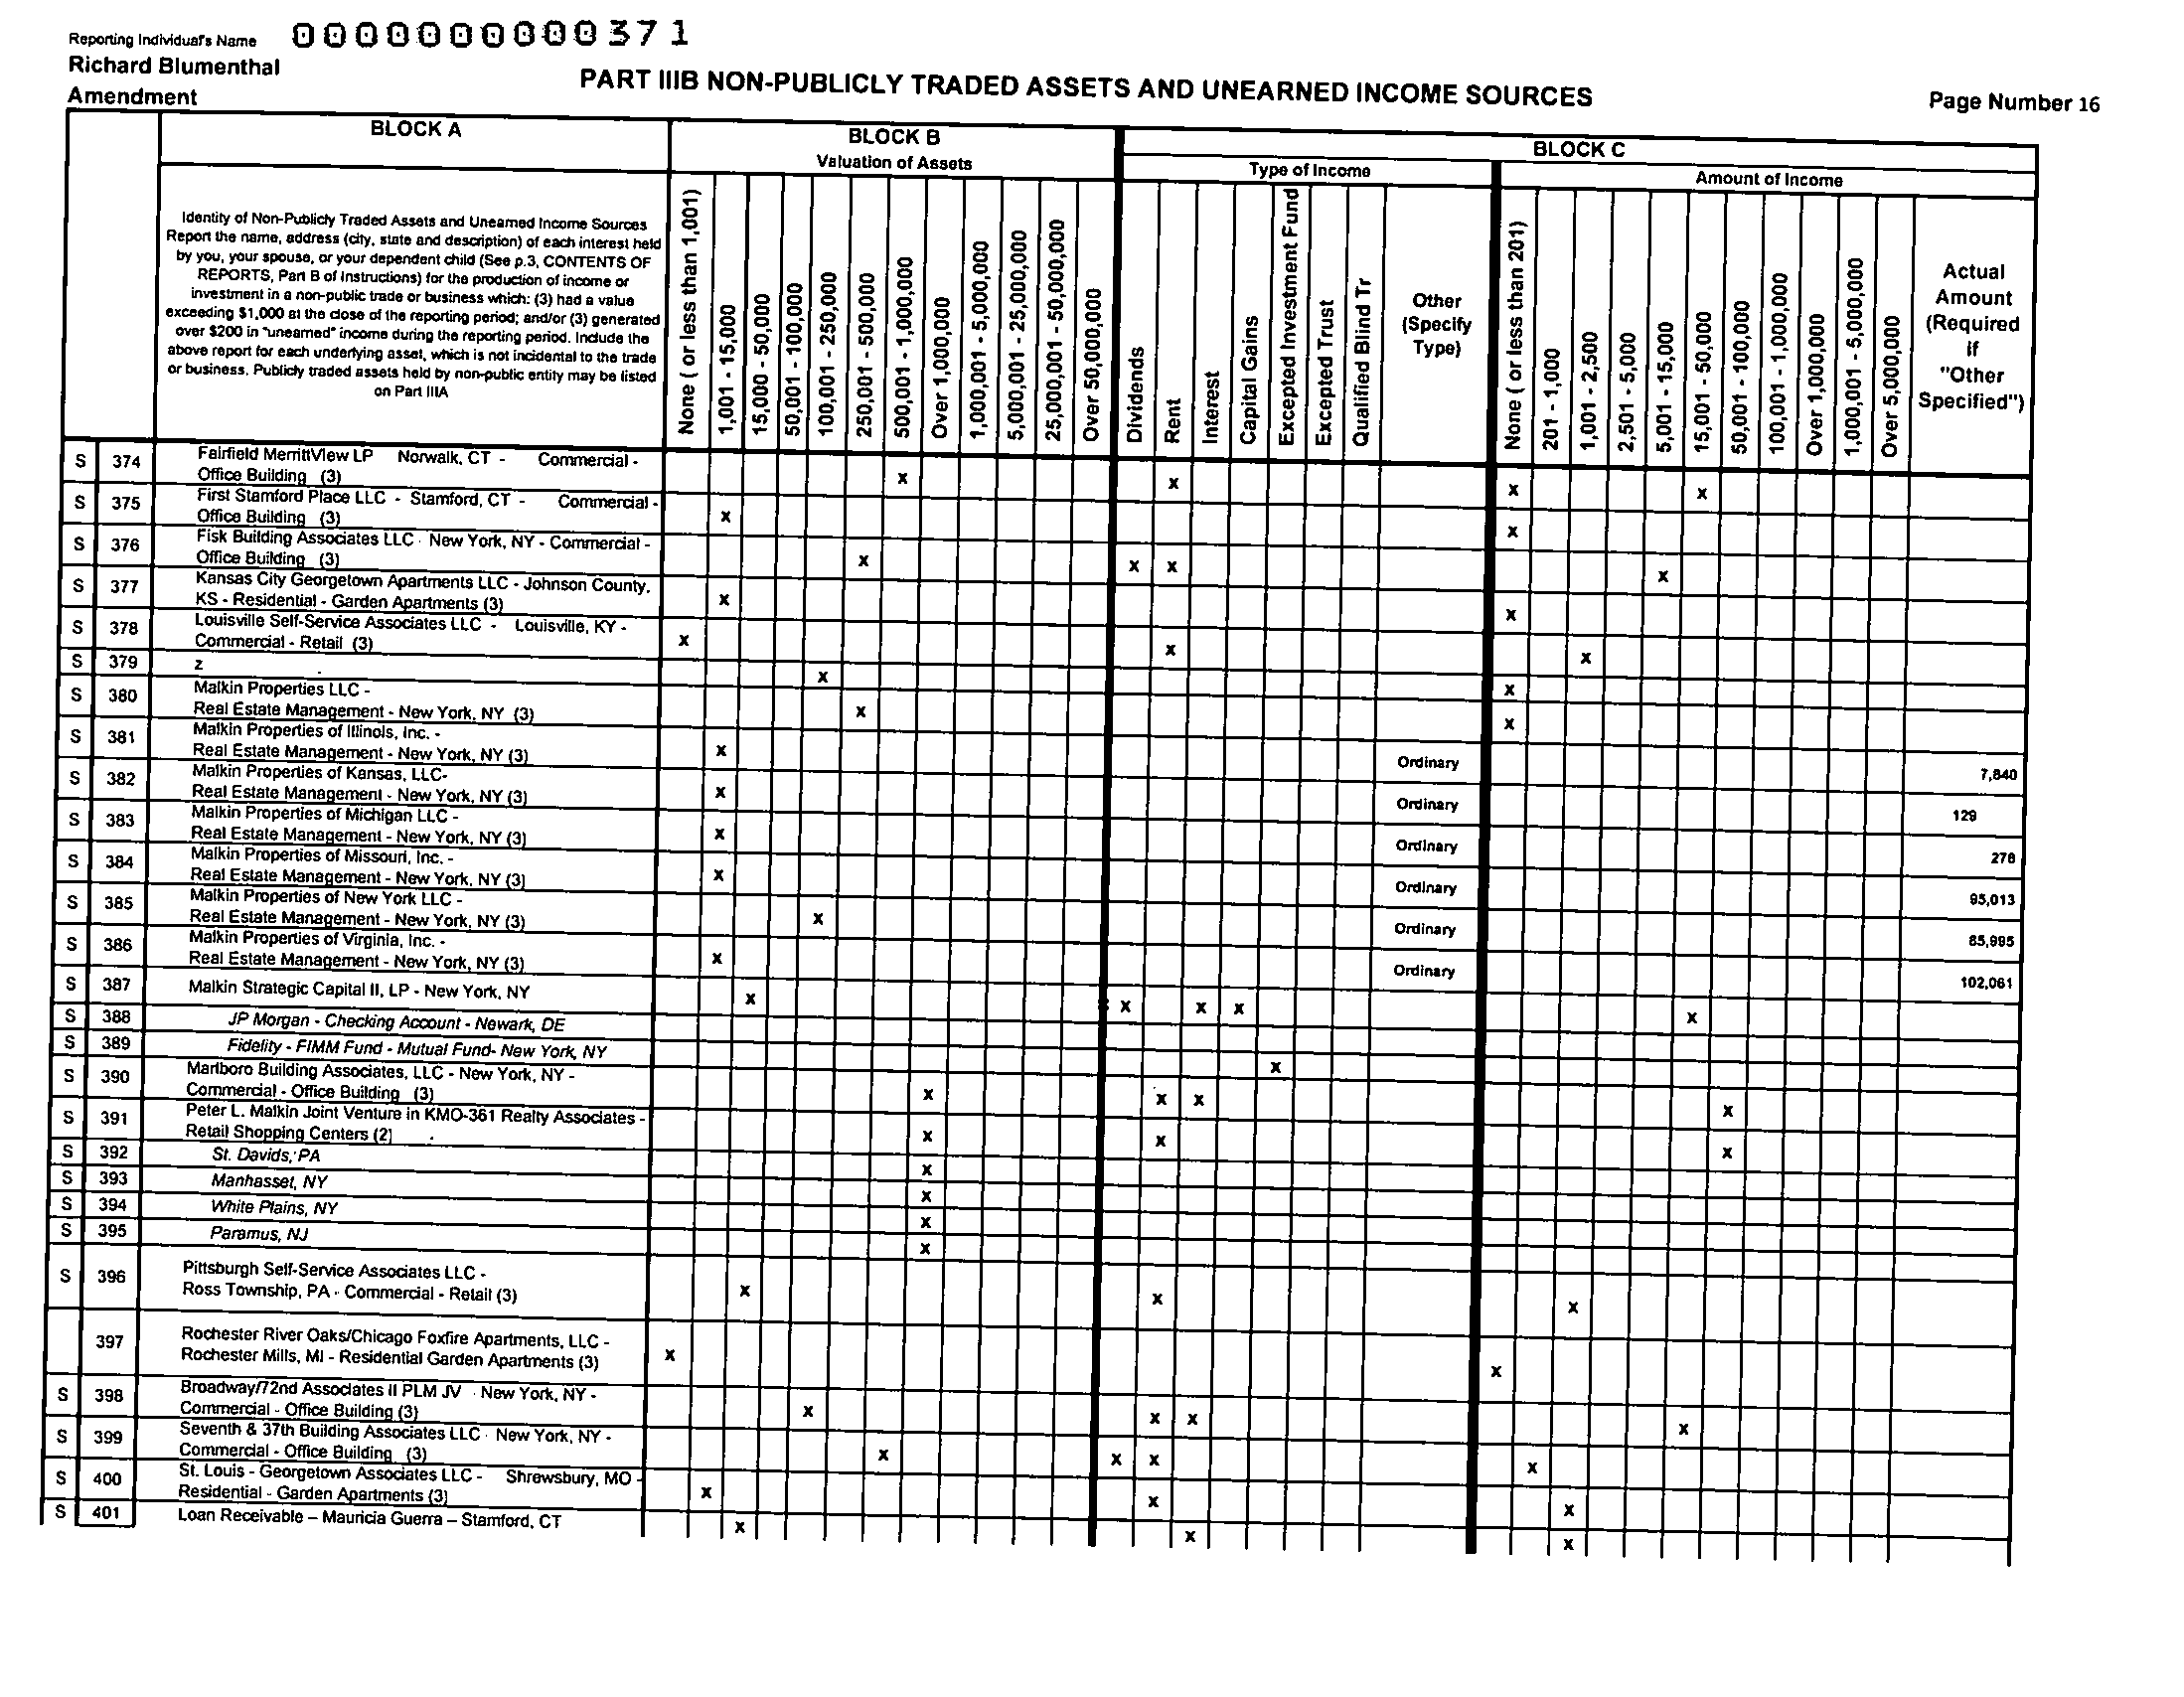 0000000000371
Reporting Individual's Name
Richard Blumenthal
Amendment
PART IIIB NON-PUBLICLY TRADED ASSETS AND UNEARNED INCOME SOURCES
Page Number 16
BLOCK A
BLOCK B
Valuation of Assets
BLOCK C
Type of Income
Amount of Income
Identity of Non-Publicly Traded Assets and Unearned Income Sources
Report the name, address (city, state and description) of each interest held
by you, your spouse, or your dependent child (See p.3, CONTENTS OF
REPORTS, Part B of Instructions) for the production of income or
investment in a non-public trade or business which: (3) had a value
exceeding $1,000 at the close of the reporting period; and/or (3) generated
over $200 in "unearned" income during the reporting period. Include the
above report for each underlying asset, which is not incidental to the trade
or business. Publicly traded assets held by non-public entity may be listed
on Part IIIA
None ( or less than 1,001)
1,001 - 15,000
15,000 - 50,000
50,001 - 100,000
100,001 - 250,000
250,001 - 500,000
500,001 - 1,000,000
Over 1,000,000
1,000,001 - 5,000,000
5,000,001 - 25,000,000
25,000,001 - 50,000,000
Over 50,000,000
Dividends
Rent
Interest
Capital Gains
Excepted Investment Fund
Excepted Trust
Qualified Blind Tr
Other
(Specify
Type)
None ( or less than 201)
201 - 1,000
1,001 - 2,500
2,501 - 5,000
5,001 - 15,000
15,001 - 50,000
50,001 - 100,000
100,001 - 1,000,000
Over 1,000,000
1,000,001 - 5,000,000
Over 5,000,000
Actual
Amount
(Required
if
"Other
Specified")
S 374 Fairfield MerrittView LP Norwalk, CT - Commercial -
Office Building (3) x x x x
S 375 First Stamford Place LLC - Stamford, CT - Commercial -
Office Building (3) x x
S 376 Fisk Building Associates LLC New York, NY - Commercial -
Office Building (3) x x x x
S 377 Kansas City Georgetown Apartments LLC - Johnson County,
KS - Residential - Garden Apartments (3) x x
S 378 Louisville Self-Service Associates LLC - Louisville, KY -
Commercial - Retail (3) x x x
S 379 z x x
S 380 Malkin Properties LLC -
Real Estate Management - New York, NY (3) x x
S 381 Malkin Properties of Illinois, Inc. -
Real Estate Management - New York, NY (3) x Ordinary 7,840
S 382 Malkin Properties of Kansas, LLC-
Real Estate Management - New York, NY (3) x Ordinary 129
S 383 Malkin Properties of Michigan LLC -
Real Estate Management - New York, NY (3) x Ordinary 278
S 384 Malkin Properties of Missouri, Inc. -
Real Estate Management - New York, NY (3) x Ordinary 95,013
S 385 Malkin Properties of New York LLC -
Real Estate Management - New York, NY (3) x Ordinary 85,995
S 386 Malkin Properties of Virginia, Inc. -
Real Estate Management - New York, NY (3) x Ordinary 102,061
S 387 Malkin Strategic Capital II, LP - New York, NY x x x x x
S 388 JP Morgan - Checking Account - Newark, DE
S 389 Fidelity - FIMM Fund - Mutual Fund- New York, NY x
S 390 Marlboro Building Associates, LLC - New York, NY -
Commercial - Office Building (3) x x x x
S 391 Peter L. Malkin Joint Venture in KMO-361 Realty Associates -
Retail Shopping Centers (2) x x x
S 392 St. Davids, PA x
S 393 Manhasset, NY x
S 394 White Plains, NY x
S 395 Paramus, NJ x
S 396 Pittsburgh Self-Service Associates LLC -
Ross Township, PA - Commercial - Retail (3) x x x
397 Rochester River Oaks/Chicago Foxfire Apartments, LLC -
Rochester Mills, MI - Residential Garden Apartments (3) x x
S 398 Broadway/72nd Associates II PLM JV New York, NY -
Commercial - Office Building (3) x x x x
S 399 Seventh & 37th Building Associates LLC New York, NY -
Commercial - Office Building (3) x x x x
S 400 St. Louis - Georgetown Associates LLC - Shrewsbury, MO -
Residential - Garden Apartments (3) x x x
S 401 Loan Receivable – Mauricia Guerra – Stamford, CT x x x